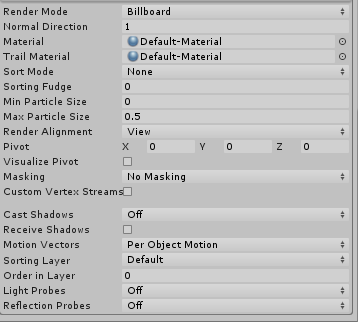 Render Mode Billboard
Normal Direction 1
Material Default-Material
Trail Material Default-Material
Sort Mode None
Sorting Fudge 0
Min Particle Size 0
Max Particle Size 0.5
Render Alignment View
Pivot X 0 Y 0 Z 0
Visualize Pivot
Masking No Masking
Custom Vertex Streams
Cast Shadows Off
Receive Shadows
Motion Vectors Per Object Motion
Sorting Layer Default
Order in Layer 0
Light Probes Off
Reflection Probes Off